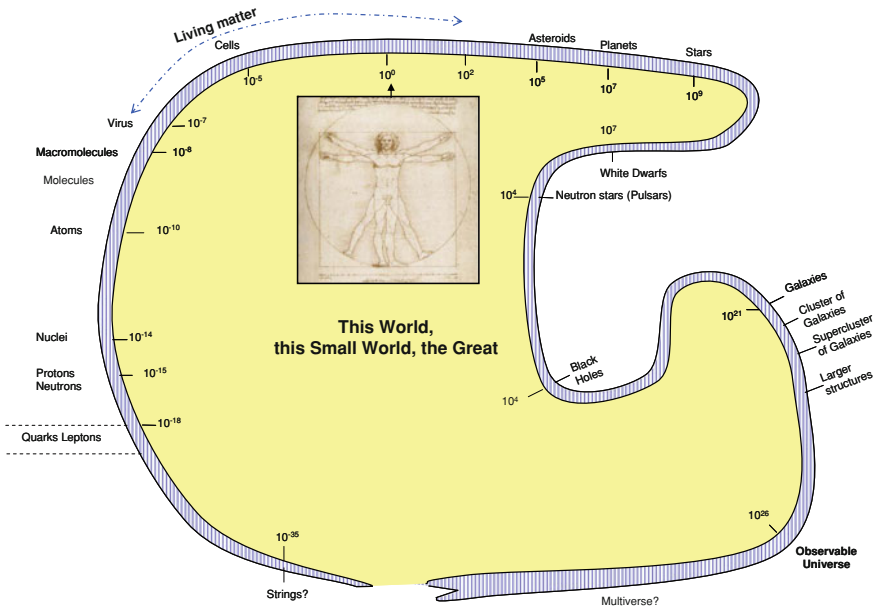 Living matter
Cells
Asteroids
Planets
Stars
10⁻⁵
10⁰
10²
10⁵
10⁷
10⁹
Virus
10⁻⁷
Macromolecules
10⁻⁸
Molecules
Atoms
10⁻¹⁰
Nuclei
10⁻¹⁴
Protons
Neutrons
10⁻¹⁵
10⁻¹⁸
Quarks Leptons
10⁻³⁵
Strings?
10⁷
White Dwarfs
10⁴
Neutron stars (Pulsars)
This World,
this Small World, the Great
Black
Holes
10⁴
10²¹
Galaxies
Cluster of
Galaxies
Supercluster
of Galaxies
Larger
structures
10²⁶
Observable
Universe
Multiverse?